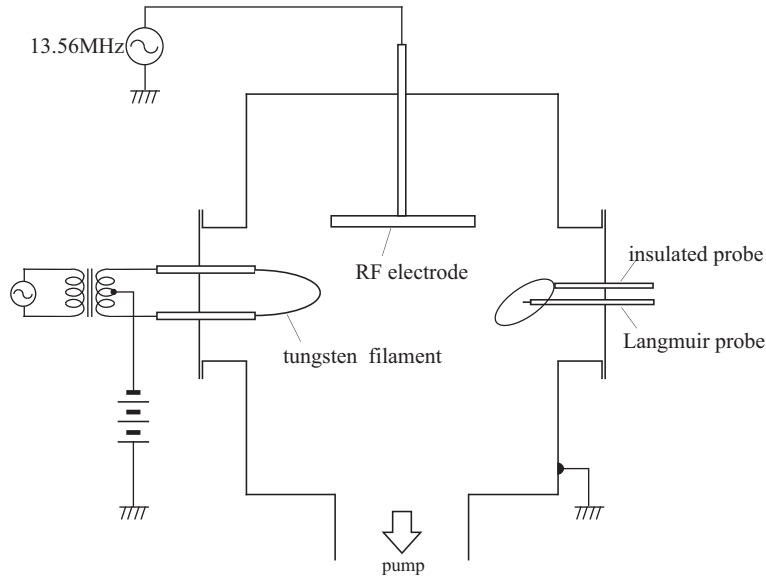 13.56MHz
RF electrode
insulated probe
Langmuir probe
tungsten filament
pump